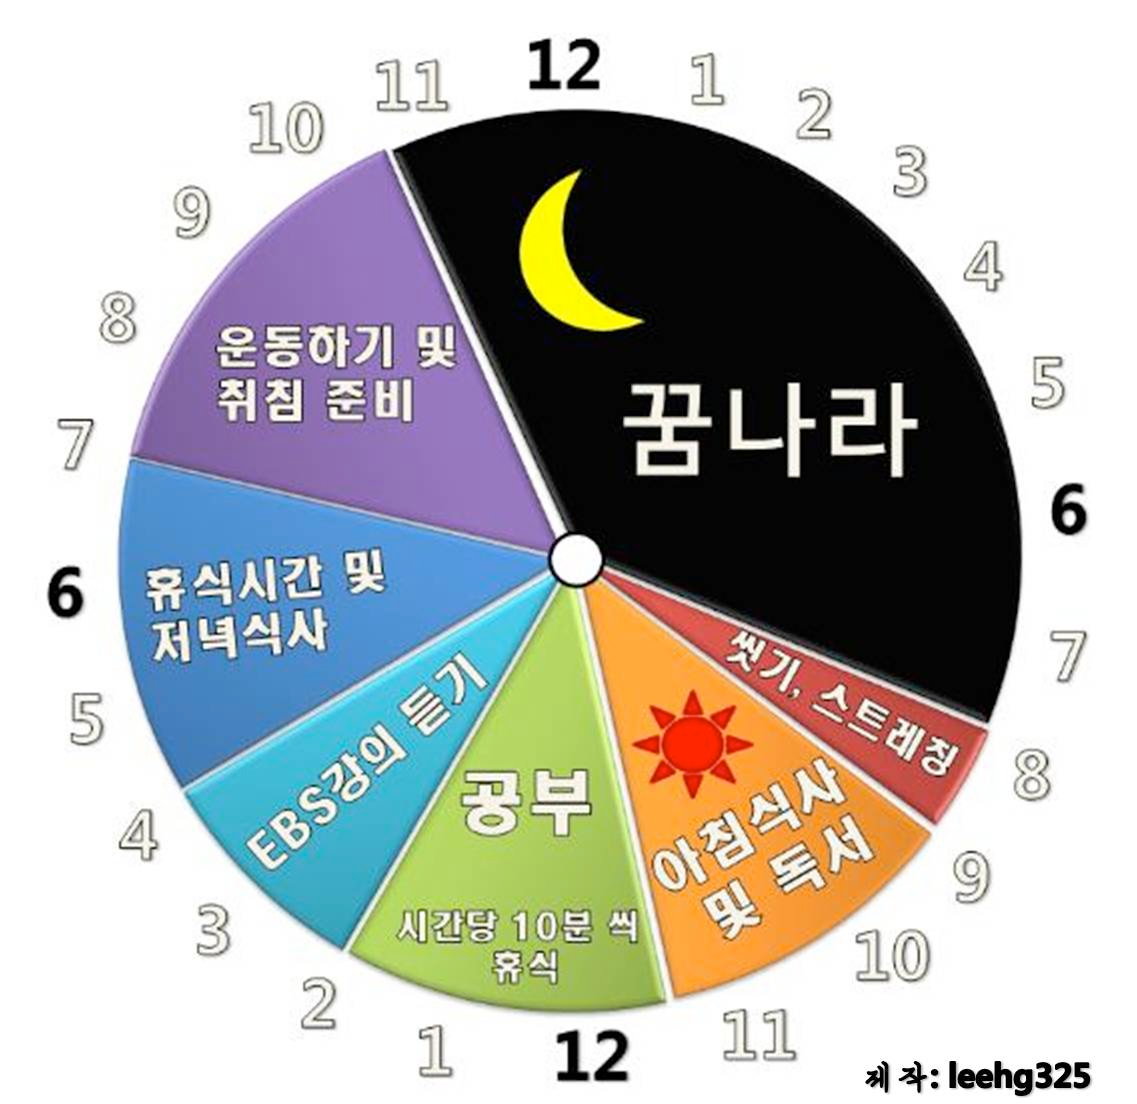 12
1
2
3
4
5
6
7
8
9
10
11
12
1
2
3
4
5
6
7
8
9
10
11
꿈나라
씻기, 스트레칭
아침식사
및 독서
공부
시간당 10분 씩
휴식
EBS강의 듣기
휴식시간 및
저녁식사
운동하기 및
취침 준비
제작: leehg325